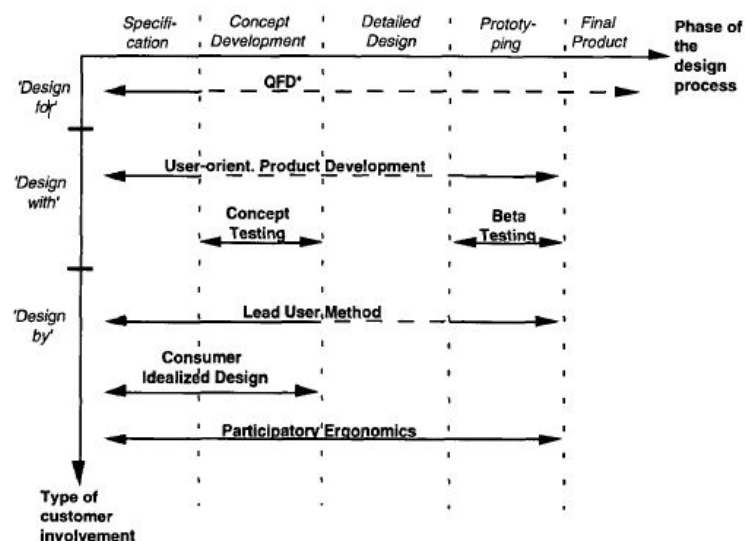 Specifi-
cation
Concept
Development
Detailed
Design
Prototy-
ping
Final
Product
Phase of
the
design
process
'Design
for'
QFD*
'Design
with'
User-orient. Product Development
Concept
Testing
Beta
Testing
'Design
by'
Lead User Method
Consumer
Idealized Design
Participatory Ergonomics
Type of
customer
involvement